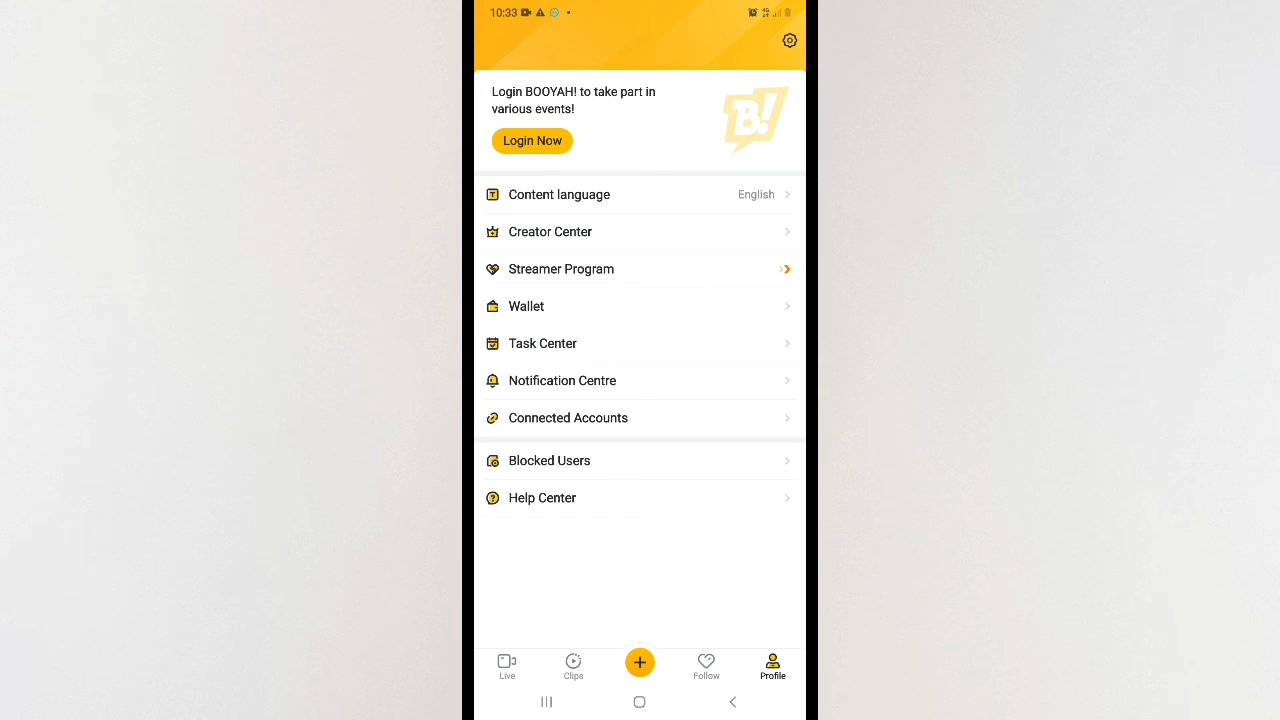 10:33
Login BOOYAH! to take part in
various events!
B!
Login Now
Content language English
Creator Center
Streamer Program
Wallet
Task Center
Notification Centre
Connected Accounts
Blocked Users
Help Center
Live Clips Follow Profile